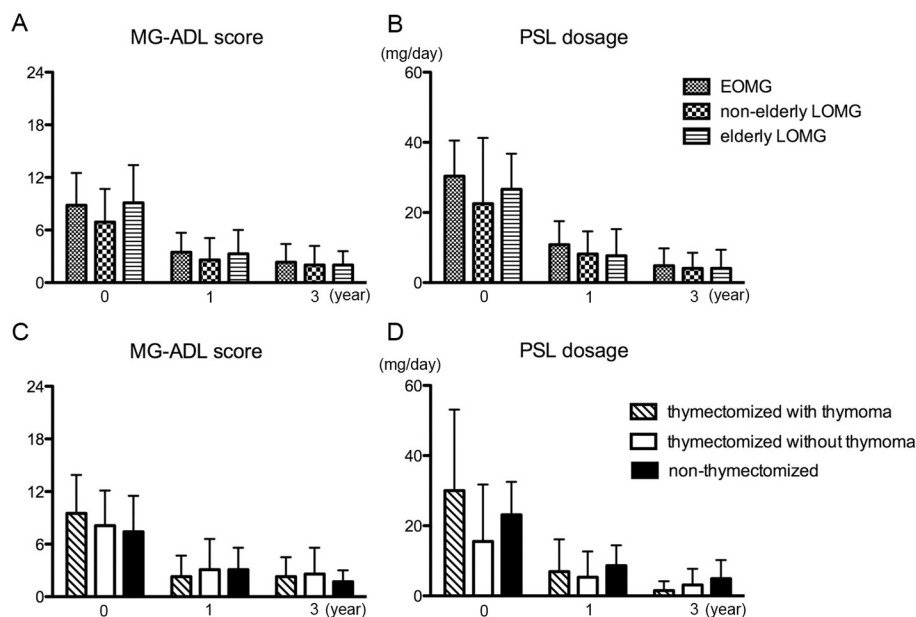 A
MG-ADL score
24
18
12
6
0
0 1 3 (year)
B
PSL dosage
(mg/day)
60
40
20
0
0 1 3 (year)
EOMG
non-elderly LOMG
elderly LOMG
C
MG-ADL score
24
18
12
6
0
0 1 3 (year)
D
PSL dosage
(mg/day)
60
40
20
0
0 1 3 (year)
thymectomized with thymoma
thymectomized without thymoma
non-thymectomized